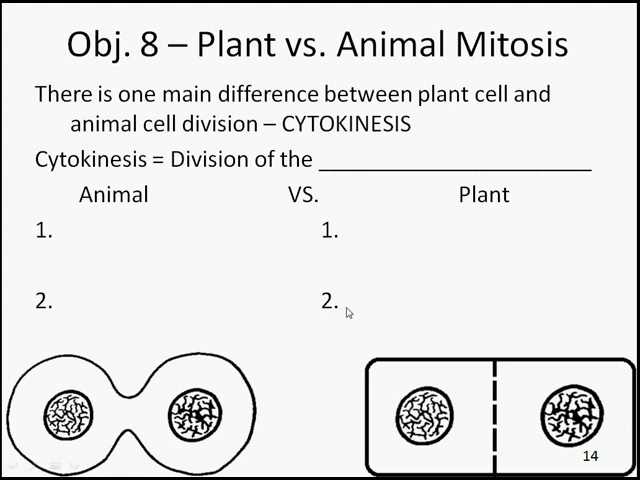 Obj. 8 – Plant vs. Animal Mitosis
There is one main difference between plant cell and
animal cell division – CYTOKINESIS
Cytokinesis = Division of the ______________________
Animal VS. Plant
1. 1.
2. 2.
14